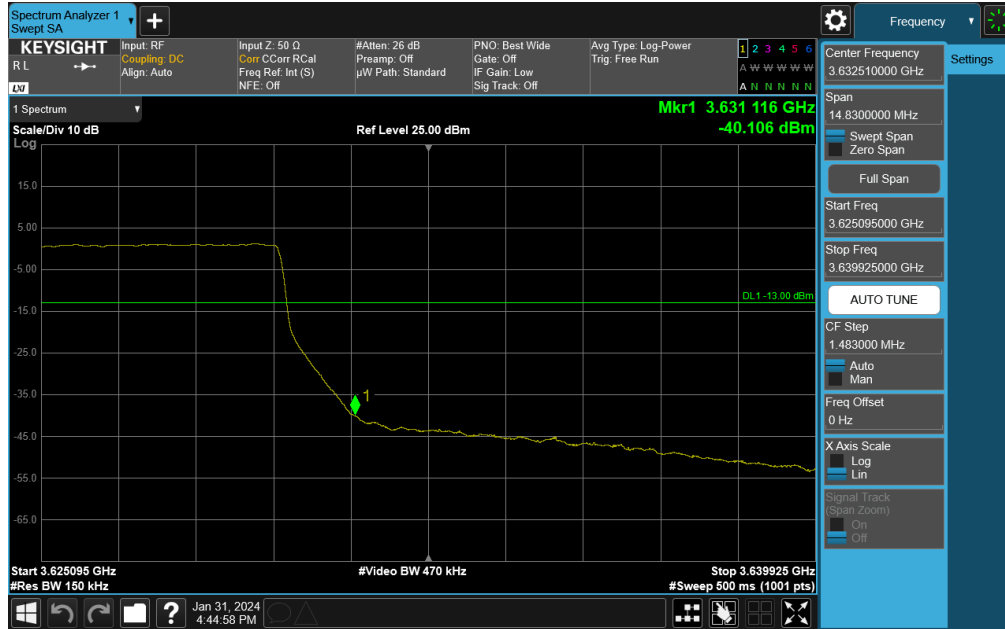 Spectrum Analyzer 1
Swept SA
+
Frequency
KEYSIGHT
R L
LXI
Input: RF
Coupling: DC
Align: Auto
Input Z: 50 Ω
Corr CCorr RCal
Freq Ref: Int (S)
NFE: Off
#Atten: 26 dB
Preamp: Off
µW Path: Standard
PNO: Best Wide
Gate: Off
IF Gain: Low
Sig Track: Off
Avg Type: Log-Power
Trig: Free Run
1 2 3 4 5 6
A W W W W W
A N N N N N
1 Spectrum
Scale/Div 10 dB
Log
Ref Level 25.00 dBm
Mkr1 3.631 116 GHz
-40.106 dBm
15.0
5.00
-5.00
-15.0
-25.0
-35.0
-45.0
-55.0
-65.0
DL1 -13.00 dBm
1
Start 3.625095 GHz
#Res BW 150 kHz
#Video BW 470 kHz
Stop 3.639925 GHz
#Sweep 500 ms (1001 pts)
Center Frequency
3.632510000 GHz
Settings
Span
14.8300000 MHz
Swept Span
Zero Span
Full Span
Start Freq
3.625095000 GHz
Stop Freq
3.639925000 GHz
AUTO TUNE
CF Step
1.483000 MHz
Auto
Man
Freq Offset
0 Hz
X Axis Scale
Log
Lin
Signal Track
(Span Zoom)
On
Off
?
Jan 31, 2024
4:44:58 PM